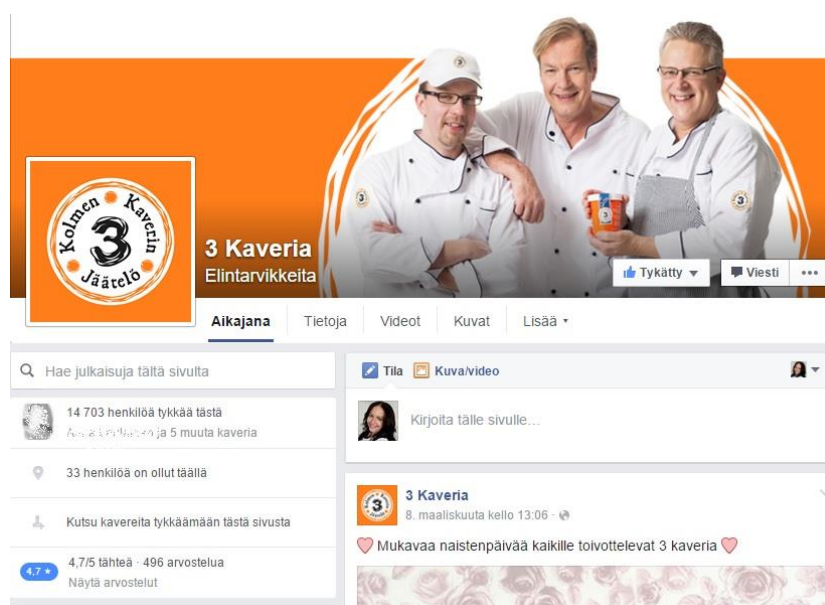 Kolmen Kaverin
3
Jäätelö
3 Kaveria
Elintarvikkeita
Tykätty
Viesti
Aikajana Tietoja Videot Kuvat Lisää
Hae julkaisuja tältä sivulta
14 703 henkilöä tykkää tästä
ja 5 muuta kaveria
33 henkilöä on ollut täällä
Kutsu kavereita tykkäämään tästä sivusta
4,7
4,7/5 tähteä · 496 arvostelua
Näytä arvostelut
Tila Kuva/video
Kirjoita tälle sivulle...
3
3 Kaveria
8. maaliskuuta kello 13:06 ·
Mukavaa naistenpäivää kaikille toivottelevat 3 kaveria